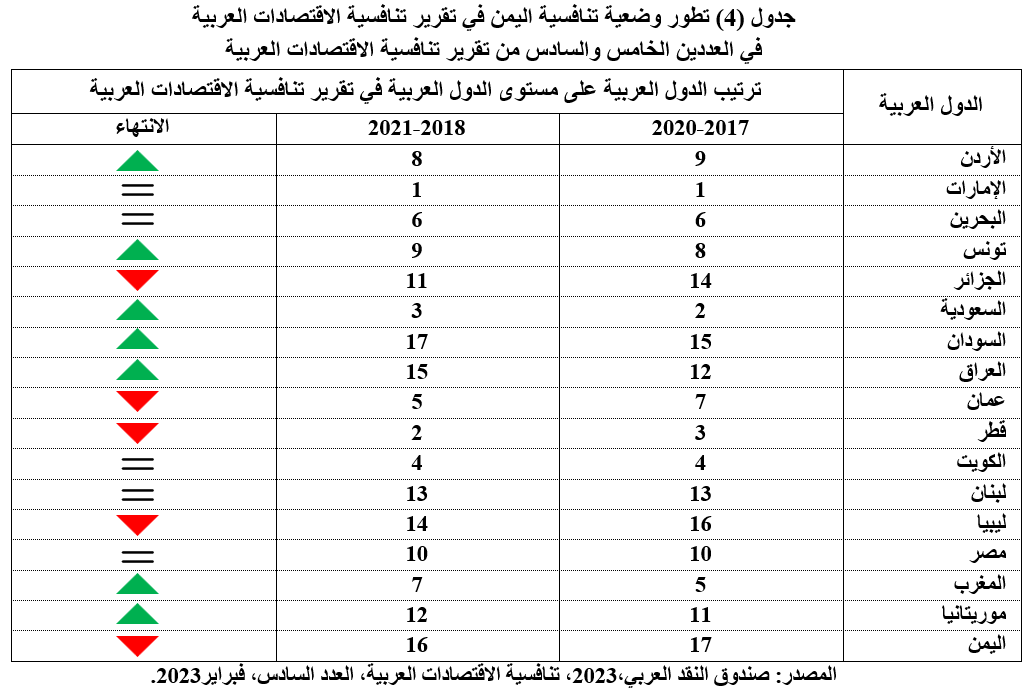 جدول (4) تطور وضعية تنافسية اليمن في تقرير تنافسية الاقتصادات العربية
في العددين الخامس والسادس من تقرير تنافسية الاقتصادات العربية
الدول العربية ترتيب الدول العربية على مستوى الدول العربية في تقرير تنافسية الاقتصادات العربية
2020-2017 2021-2018 الانتهاء
الأردن 9 8
الإمارات 1 1
البحرين 6 6
تونس 8 9
الجزائر 14 11
السعودية 2 3
السودان 15 17
العراق 12 15
عمان 7 5
قطر 3 2
الكويت 4 4
لبنان 13 13
ليبيا 16 14
مصر 10 10
المغرب 5 7
موريتانيا 11 12
اليمن 17 16
المصدر: صندوق النقد العربي،2023، تنافسية الاقتصادات العربية، العدد السادس، فبراير2023.